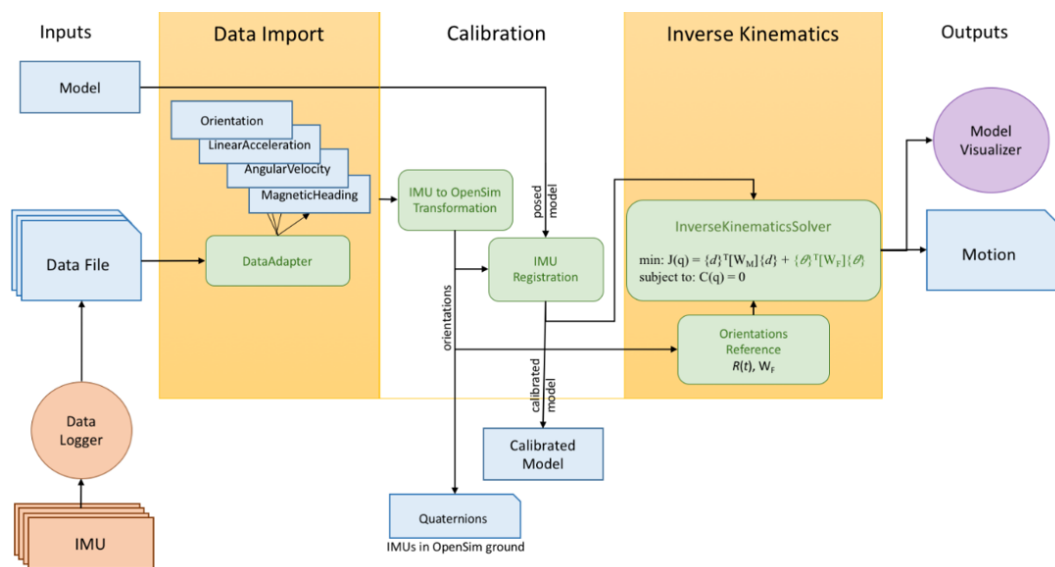 Inputs
Data Import
Calibration
Inverse Kinematics
Outputs
Model
Orientation
LinearAcceleration
AngularVelocity
MagneticHeading
DataAdapter
Data File
Data
Logger
IMU
IMU to OpenSim
Transformation
posed
model
IMU
Registration
orientations
calibrated
model
Calibrated
Model
Quaternions
IMUs in OpenSim ground
InverseKinematicsSolver
min: J(q) = {d}ᵀ[W_M]{d} + {𝜃}ᵀ[W_F]{𝜃}
subject to: C(q) = 0
Orientations
Reference
R(t), W_F
Model
Visualizer
Motion